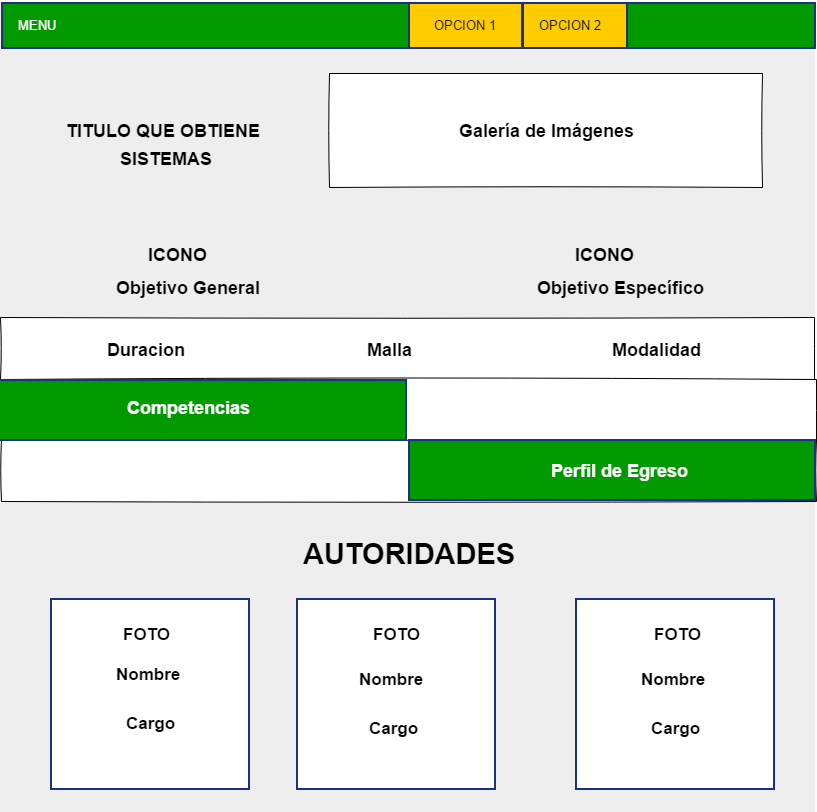 MENU OPCION 1 OPCION 2
TITULO QUE OBTIENE
SISTEMAS
Galería de Imágenes
ICONO ICONO
Objetivo General Objetivo Específico
Duracion Malla Modalidad
Competencias
Perfil de Egreso
AUTORIDADES
FOTO
Nombre
Cargo
FOTO
Nombre
Cargo
FOTO
Nombre
Cargo